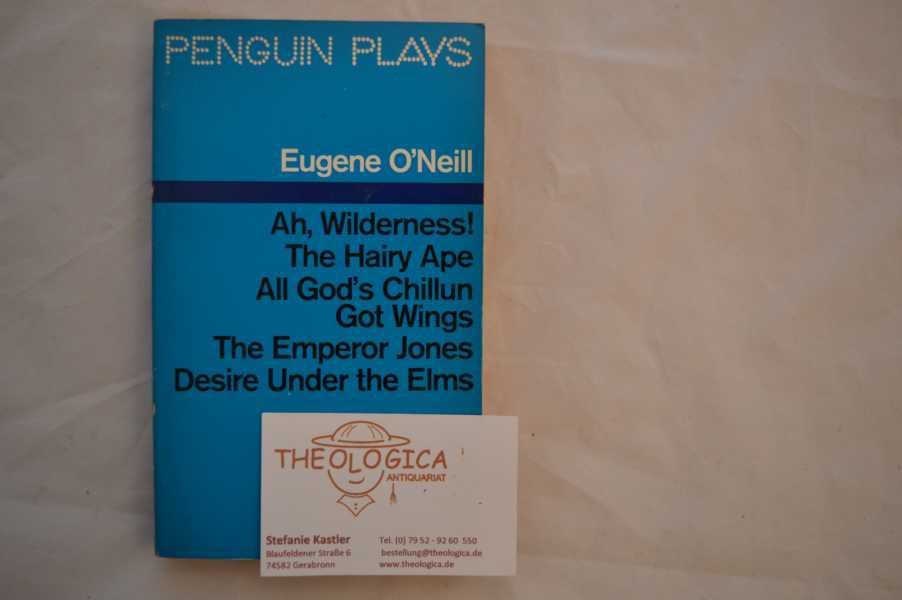 PENGUIN PLAYS
Eugene O'Neill
Ah, Wilderness!
The Hairy Ape
All God's Chillun
Got Wings
The Emperor Jones
Desire Under the Elms
THEOLOGICA
ANTIQUARIAT
Stefanie Kastler
Blaufeldener Straße 6
74582 Gerabronn
Tel. (0) 79 52 - 92 60 550
bestellung@theologica.de
www.theologica.de